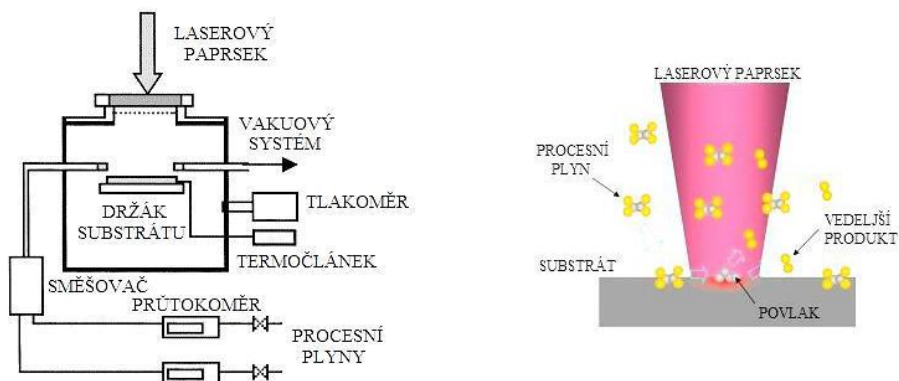 LASEROVÝ
PAPRSEK
VAKUOVÝ
SYSTÉM
DRŽÁK
SUBSTRÁTU
TLAKOMĚR
TERMOČLÁNEK
SMĚŠOVAČ
PRŮTOKOMĚR
PROCESNÍ
PLYNY
LASEROVÝ PAPRSEK
PROCESNÍ
PLYN
VEDELJŠÍ
PRODUKT
SUBSTRÁT
POVLAK